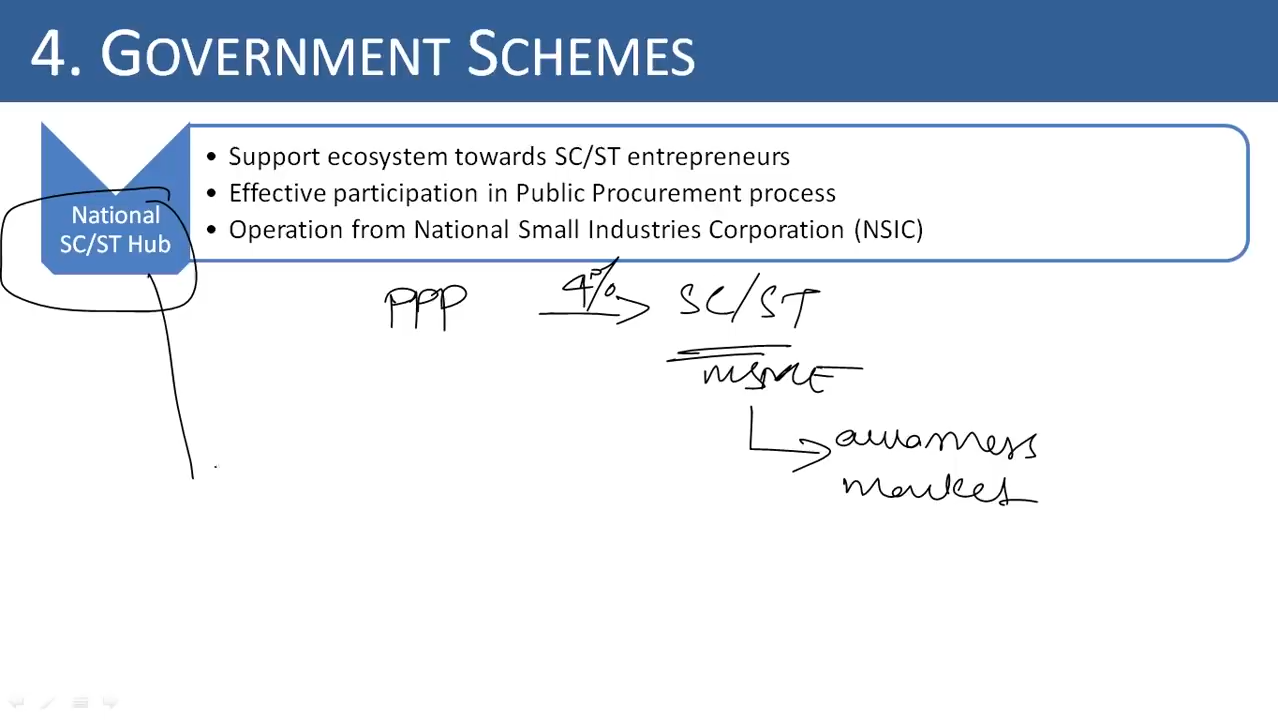 4. GOVERNMENT SCHEMES
National
SC/ST Hub
• Support ecosystem towards SC/ST entrepreneurs
• Effective participation in Public Procurement process
• Operation from National Small Industries Corporation (NSIC)
PPP 4% SC/ST
MSME
awarness
market